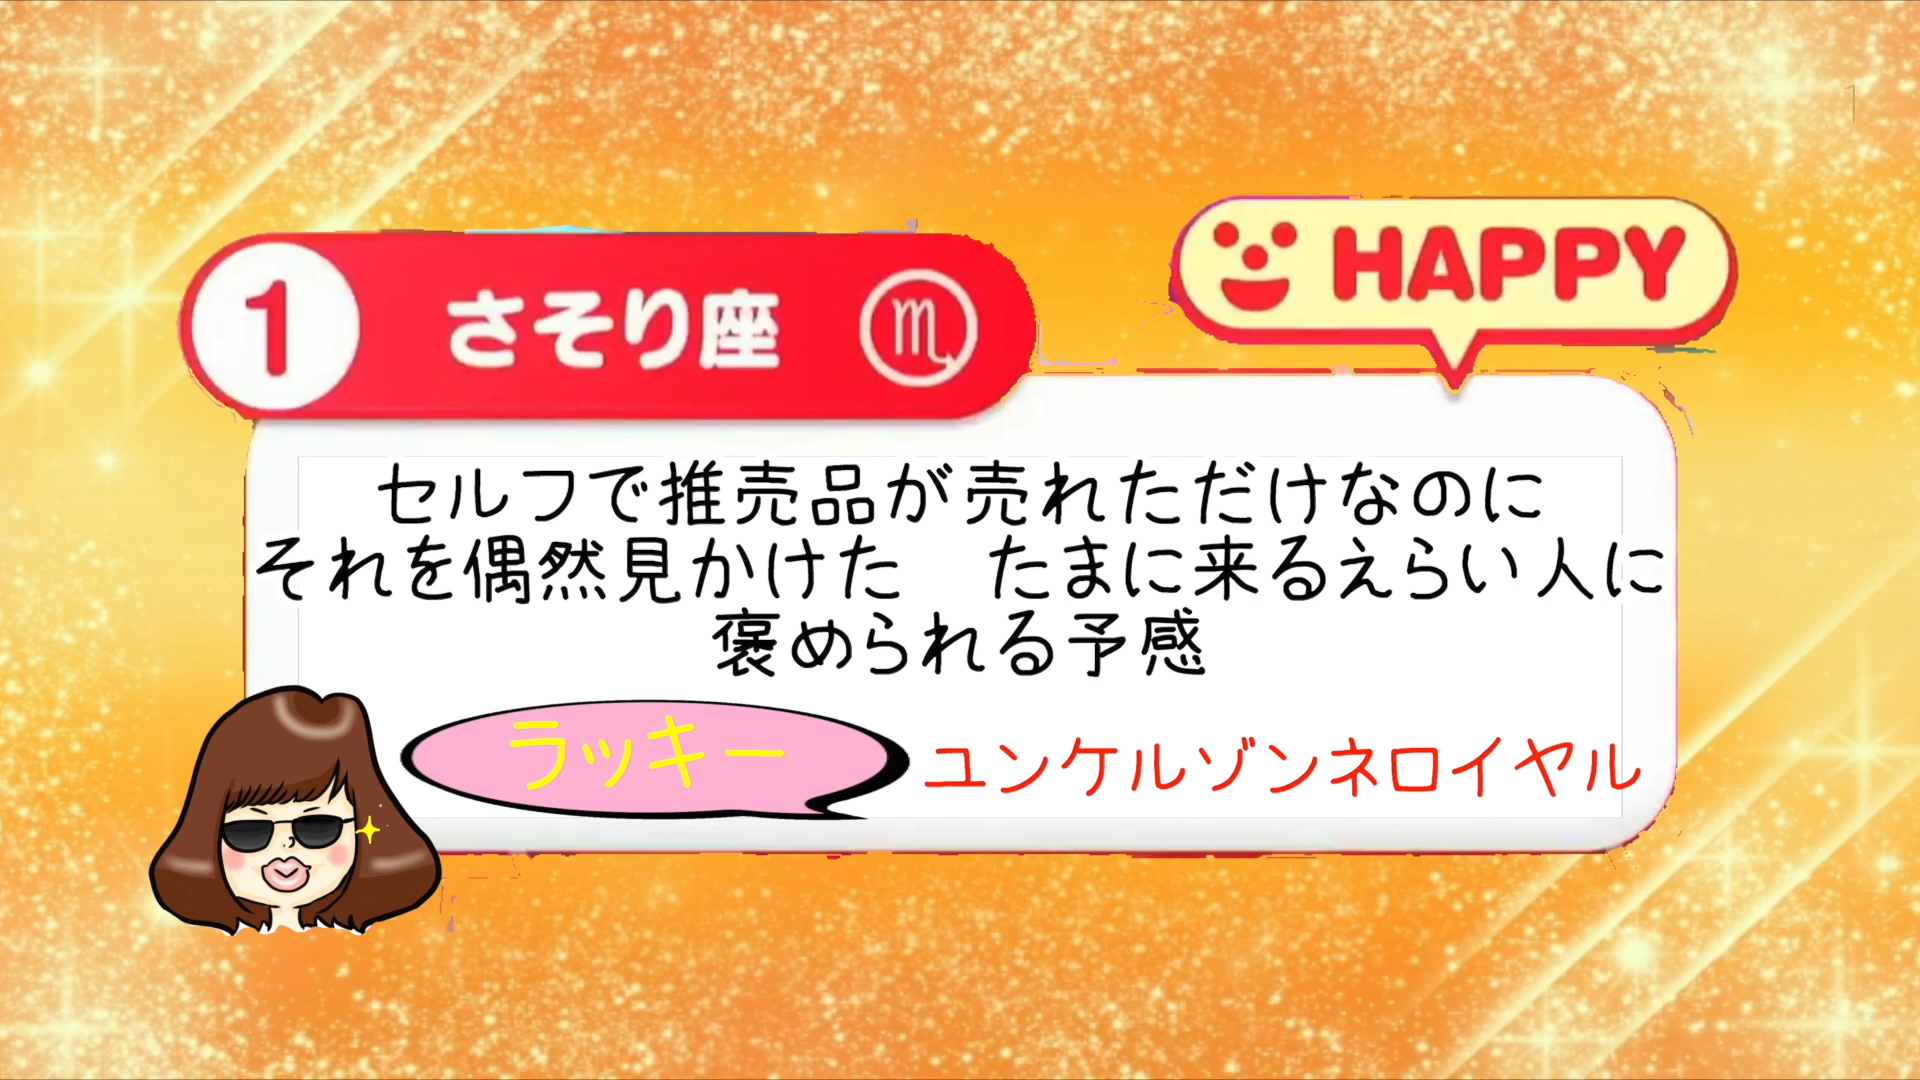 1 さそり座 ♏
HAPPY
セルフで推売品が売れただけなのに
それを偶然見かけた　たまに来るえらい人に
褒められる予感
ラッキー
ユンケルゾンネロイヤル